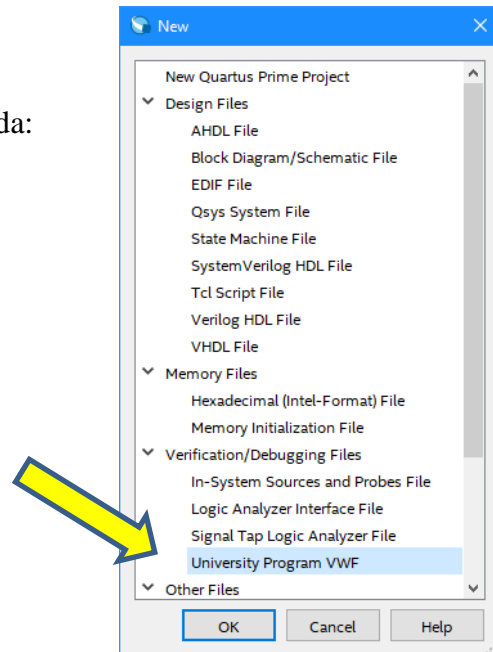 New
da:
New Quartus Prime Project
Design Files
AHDL File
Block Diagram/Schematic File
EDIF File
Qsys System File
State Machine File
SystemVerilog HDL File
Tcl Script File
Verilog HDL File
VHDL File
Memory Files
Hexadecimal (Intel-Format) File
Memory Initialization File
Verification/Debugging Files
In-System Sources and Probes File
Logic Analyzer Interface File
Signal Tap Logic Analyzer File
University Program VWF
Other Files
OK Cancel Help